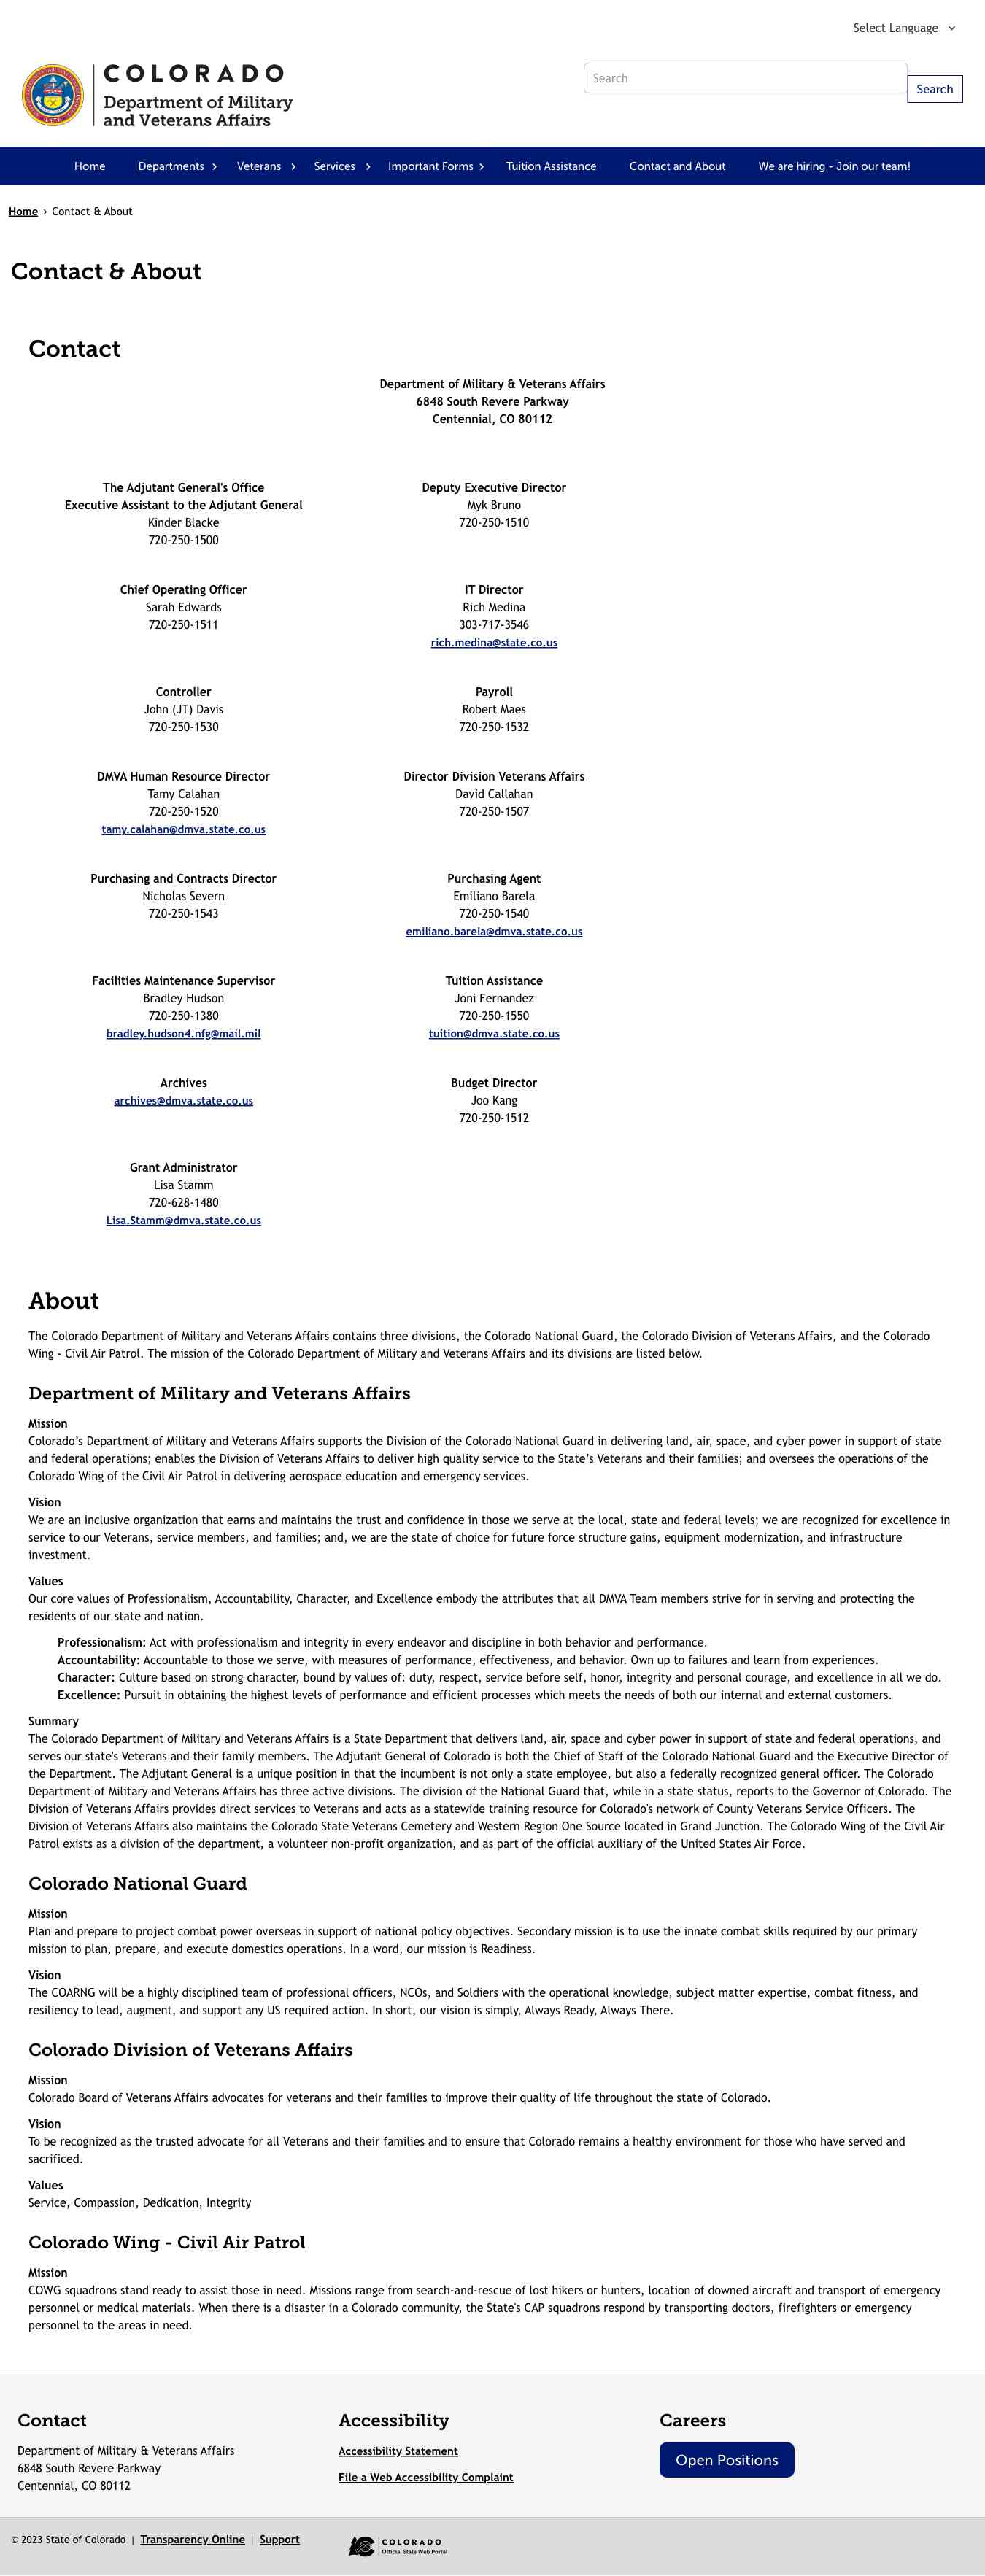 Select Language
COLORADO
Department of Military
and Veterans Affairs
Search
Search
Home Departments Veterans Services Important Forms Tuition Assistance Contact and About We are hiring - Join our team!
Home › Contact & About
Contact & About
Contact
Department of Military & Veterans Affairs
6848 South Revere Parkway
Centennial, CO 80112
The Adjutant General's Office
Executive Assistant to the Adjutant General
Kinder Blacke
720-250-1500
Deputy Executive Director
Myk Bruno
720-250-1510
Chief Operating Officer
Sarah Edwards
720-250-1511
IT Director
Rich Medina
303-717-3546
rich.medina@state.co.us
Controller
John (JT) Davis
720-250-1530
Payroll
Robert Maes
720-250-1532
DMVA Human Resource Director
Tamy Calahan
720-250-1520
tamy.calahan@dmva.state.co.us
Director Division Veterans Affairs
David Callahan
720-250-1507
Purchasing and Contracts Director
Nicholas Severn
720-250-1543
Purchasing Agent
Emiliano Barela
720-250-1540
emiliano.barela@dmva.state.co.us
Facilities Maintenance Supervisor
Bradley Hudson
720-250-1380
bradley.hudson4.nfg@mail.mil
Tuition Assistance
Joni Fernandez
720-250-1550
tuition@dmva.state.co.us
Archives
archives@dmva.state.co.us
Budget Director
Joo Kang
720-250-1512
Grant Administrator
Lisa Stamm
720-628-1480
Lisa.Stamm@dmva.state.co.us
About
The Colorado Department of Military and Veterans Affairs contains three divisions, the Colorado National Guard, the Colorado Division of Veterans Affairs, and the Colorado
Wing - Civil Air Patrol. The mission of the Colorado Department of Military and Veterans Affairs and its divisions are listed below.
Department of Military and Veterans Affairs
Mission
Colorado’s Department of Military and Veterans Affairs supports the Division of the Colorado National Guard in delivering land, air, space, and cyber power in support of state
and federal operations; enables the Division of Veterans Affairs to deliver high quality service to the State’s Veterans and their families; and oversees the operations of the
Colorado Wing of the Civil Air Patrol in delivering aerospace education and emergency services.
Vision
We are an inclusive organization that earns and maintains the trust and confidence in those we serve at the local, state and federal levels; we are recognized for excellence in
service to our Veterans, service members, and families; and, we are the state of choice for future force structure gains, equipment modernization, and infrastructure
investment.
Values
Our core values of Professionalism, Accountability, Character, and Excellence embody the attributes that all DMVA Team members strive for in serving and protecting the
residents of our state and nation.
Professionalism: Act with professionalism and integrity in every endeavor and discipline in both behavior and performance.
Accountability: Accountable to those we serve, with measures of performance, effectiveness, and behavior. Own up to failures and learn from experiences.
Character: Culture based on strong character, bound by values of: duty, respect, service before self, honor, integrity and personal courage, and excellence in all we do.
Excellence: Pursuit in obtaining the highest levels of performance and efficient processes which meets the needs of both our internal and external customers.
Summary
The Colorado Department of Military and Veterans Affairs is a State Department that delivers land, air, space and cyber power in support of state and federal operations, and
serves our state's Veterans and their family members. The Adjutant General of Colorado is both the Chief of Staff of the Colorado National Guard and the Executive Director of
the Department. The Adjutant General is a unique position in that the incumbent is not only a state employee, but also a federally recognized general officer. The Colorado
Department of Military and Veterans Affairs has three active divisions. The division of the National Guard that, while in a state status, reports to the Governor of Colorado. The
Division of Veterans Affairs provides direct services to Veterans and acts as a statewide training resource for Colorado's network of County Veterans Service Officers. The
Division of Veterans Affairs also maintains the Colorado State Veterans Cemetery and Western Region One Source located in Grand Junction. The Colorado Wing of the Civil Air
Patrol exists as a division of the department, a volunteer non-profit organization, and as part of the official auxiliary of the United States Air Force.
Colorado National Guard
Mission
Plan and prepare to project combat power overseas in support of national policy objectives. Secondary mission is to use the innate combat skills required by our primary
mission to plan, prepare, and execute domestics operations. In a word, our mission is Readiness.
Vision
The COARNG will be a highly disciplined team of professional officers, NCOs, and Soldiers with the operational knowledge, subject matter expertise, combat fitness, and
resiliency to lead, augment, and support any US required action. In short, our vision is simply, Always Ready, Always There.
Colorado Division of Veterans Affairs
Mission
Colorado Board of Veterans Affairs advocates for veterans and their families to improve their quality of life throughout the state of Colorado.
Vision
To be recognized as the trusted advocate for all Veterans and their families and to ensure that Colorado remains a healthy environment for those who have served and
sacrificed.
Values
Service, Compassion, Dedication, Integrity
Colorado Wing - Civil Air Patrol
Mission
COWG squadrons stand ready to assist those in need. Missions range from search-and-rescue of lost hikers or hunters, location of downed aircraft and transport of emergency
personnel or medical materials. When there is a disaster in a Colorado community, the State's CAP squadrons respond by transporting doctors, firefighters or emergency
personnel to the areas in need.
Contact
Department of Military & Veterans Affairs
6848 South Revere Parkway
Centennial, CO 80112
Accessibility
Accessibility Statement
File a Web Accessibility Complaint
Careers
Open Positions
© 2023 State of Colorado | Transparency Online | Support
COLORADO
Official State Web Portal